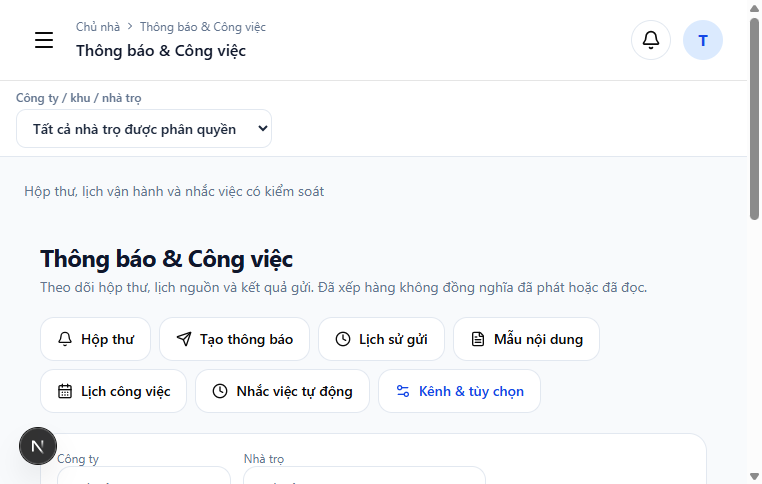 Chủ nhà > Thông báo & Công việc
Thông báo & Công việc
T
Công ty / khu / nhà trọ
Tất cả nhà trọ được phân quyền
Hộp thư, lịch vận hành và nhắc việc có kiểm soát
Thông báo & Công việc
Theo dõi hộp thư, lịch nguồn và kết quả gửi. Đã xếp hàng không đồng nghĩa đã phát hoặc đã đọc.
Hộp thư Tạo thông báo Lịch sử gửi Mẫu nội dung
Lịch công việc Nhắc việc tự động Kênh & tùy chọn
N
Công ty Nhà trọ